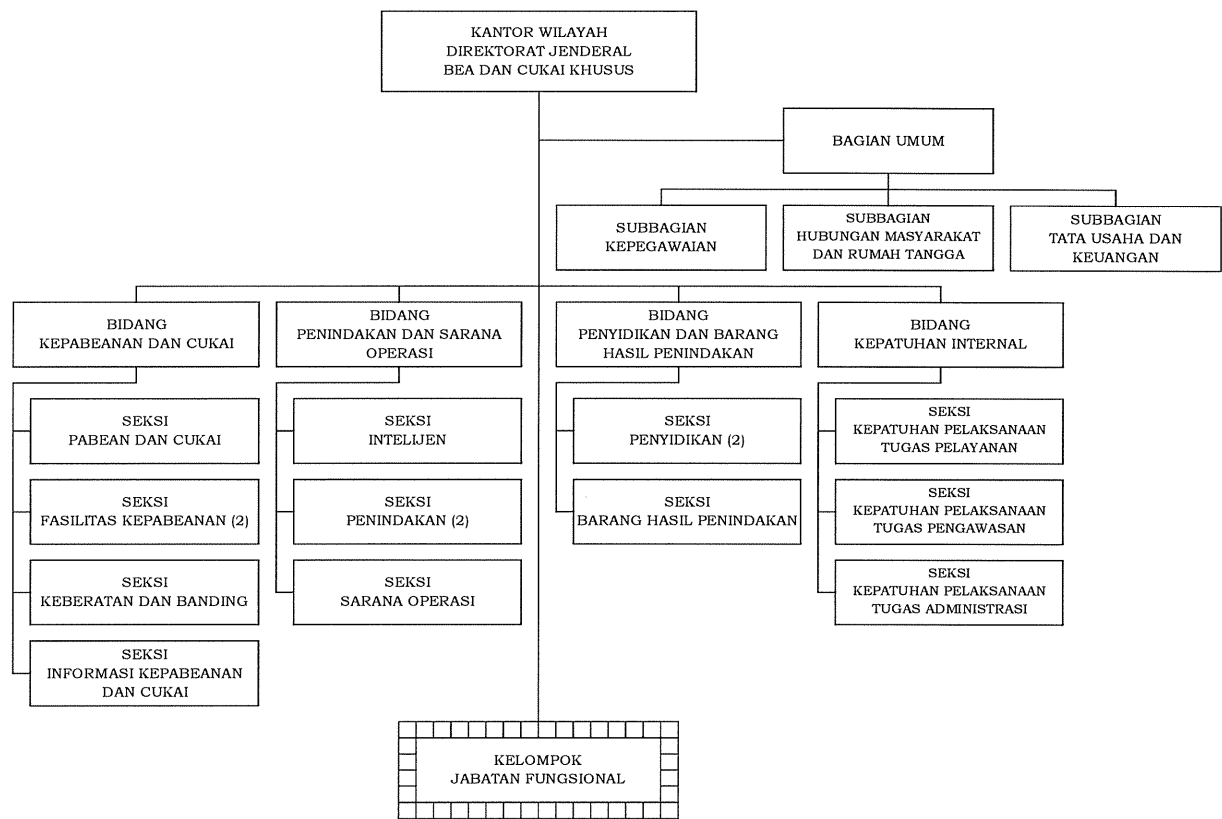 KANTOR WILAYAH
DIREKTORAT JENDERAL
BEA DAN CUKAI KHUSUS
BAGIAN UMUM
SUBBAGIAN
KEPEGAWAIAN
SUBBAGIAN
HUBUNGAN MASYARAKAT
DAN RUMAH TANGGA
SUBBAGIAN
TATA USAHA DAN
KEUANGAN
BIDANG
KEPABEANAN DAN CUKAI
BIDANG
PENINDAKAN DAN SARANA
OPERASI
BIDANG
PENYIDIKAN DAN BARANG
HASIL PENINDAKAN
BIDANG
KEPATUHAN INTERNAL
SEKSI
PABEAN DAN CUKAI
SEKSI
FASILITAS KEPABEANAN (2)
SEKSI
KEBERATAN DAN BANDING
SEKSI
INFORMASI KEPABEANAN
DAN CUKAI
SEKSI
INTELIJEN
SEKSI
PENINDAKAN (2)
SEKSI
SARANA OPERASI
SEKSI
PENYIDIKAN (2)
SEKSI
BARANG HASIL PENINDAKAN
SEKSI
KEPATUHAN PELAKSANAAN
TUGAS PELAYANAN
SEKSI
KEPATUHAN PELAKSANAAN
TUGAS PENGAWASAN
SEKSI
KEPATUHAN PELAKSANAAN
TUGAS ADMINISTRASI
KELOMPOK
JABATAN FUNGSIONAL